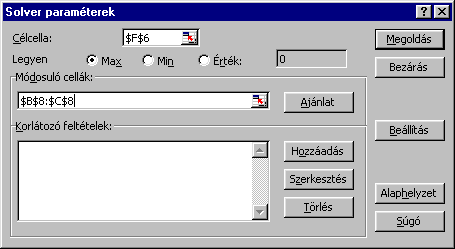 Solver paraméterek
Célcella: $F$6
Megoldás
Legyen Max Min Érték: 0
Bezárás
Módosuló cellák:
$B$8:$C$8
Ajánlat
Korlátozó feltételek:
Beállítás
Hozzáadás
Szerkesztés
Törlés
Alaphelyzet
Súgó